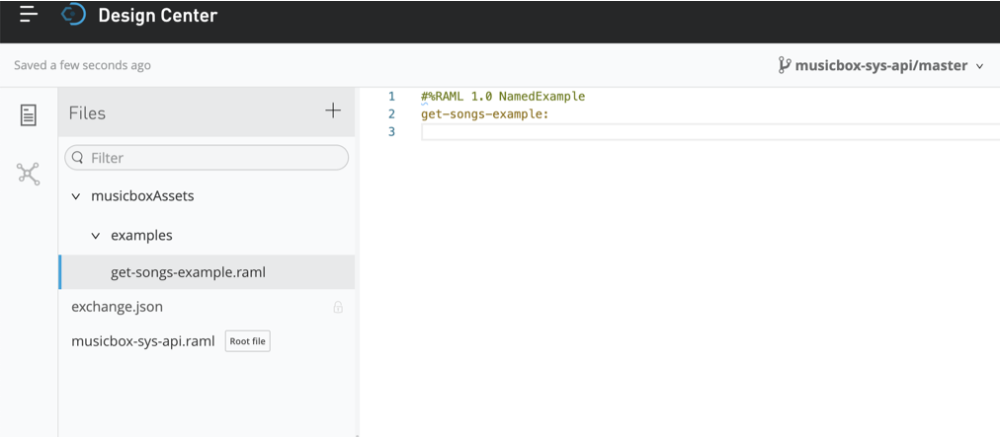 Design Center
Saved a few seconds ago
musicbox-sys-api/master
Files
Filter
musicboxAssets
examples
get-songs-example.raml
exchange.json
musicbox-sys-api.raml Root file
1 #%RAML 1.0 NamedExample
2 get-songs-example:
3